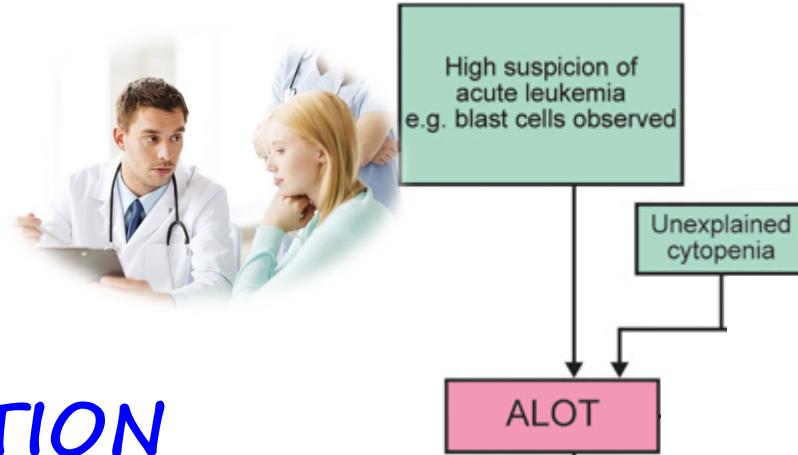 High suspicion of
acute leukemia
e.g. blast cells observed
Unexplained
cytopenia
ALOT
TION